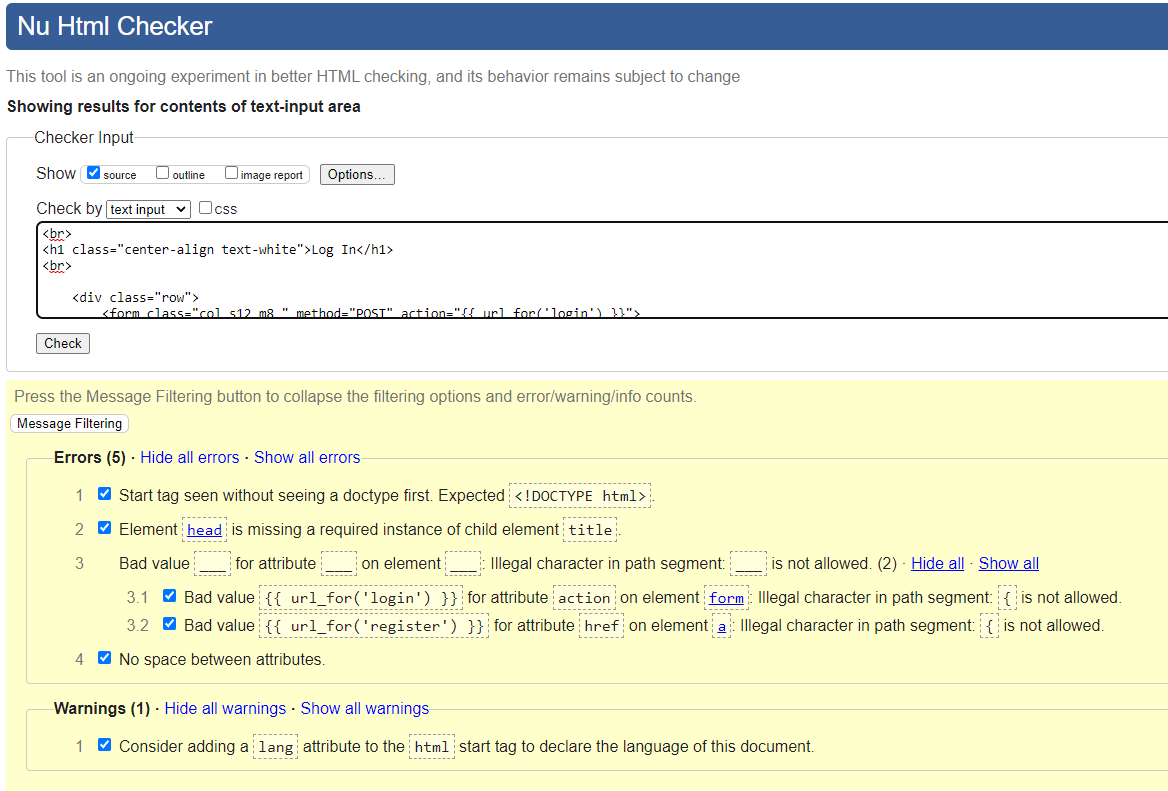 Nu Html Checker
This tool is an ongoing experiment in better HTML checking, and its behavior remains subject to change
Showing results for contents of text-input area
Checker Input
Show source outline image report Options...
Check by text input css
<br>
<h1 class="center-align text-white">Log In</h1>
<br>
<div class="row">
<form class="col s12 m8 " method="POST" action="{{ url_for('login') }}">
Check
Press the Message Filtering button to collapse the filtering options and error/warning/info counts.
Message Filtering
Errors (5) · Hide all errors · Show all errors
1 Start tag seen without seeing a doctype first. Expected <!DOCTYPE html>.
2 Element head is missing a required instance of child element title.
3 Bad value ___ for attribute ___ on element ___: Illegal character in path segment: ___ is not allowed. (2) · Hide all · Show all
3.1 Bad value {{ url_for('login') }} for attribute action on element form: Illegal character in path segment: { is not allowed.
3.2 Bad value {{ url_for('register') }} for attribute href on element a: Illegal character in path segment: { is not allowed.
4 No space between attributes.
Warnings (1) · Hide all warnings · Show all warnings
1 Consider adding a lang attribute to the html start tag to declare the language of this document.